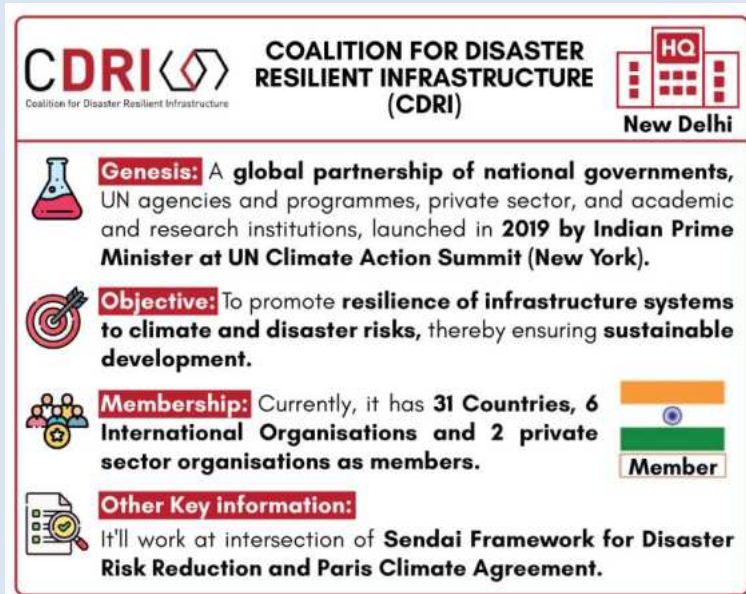 CDRI
Coalition for Disaster Resilient Infrastructure
COALITION FOR DISASTER
RESILIENT INFRASTRUCTURE
(CDRI)
HQ
New Delhi
Genesis: A global partnership of national governments,
UN agencies and programmes, private sector, and academic
and research institutions, launched in 2019 by Indian Prime
Minister at UN Climate Action Summit (New York).
Objective: To promote resilience of infrastructure systems
to climate and disaster risks, thereby ensuring sustainable
development.
Membership: Currently, it has 31 Countries, 6
International Organisations and 2 private
sector organisations as members.
Member
Other Key information:
It'll work at intersection of Sendai Framework for Disaster
Risk Reduction and Paris Climate Agreement.